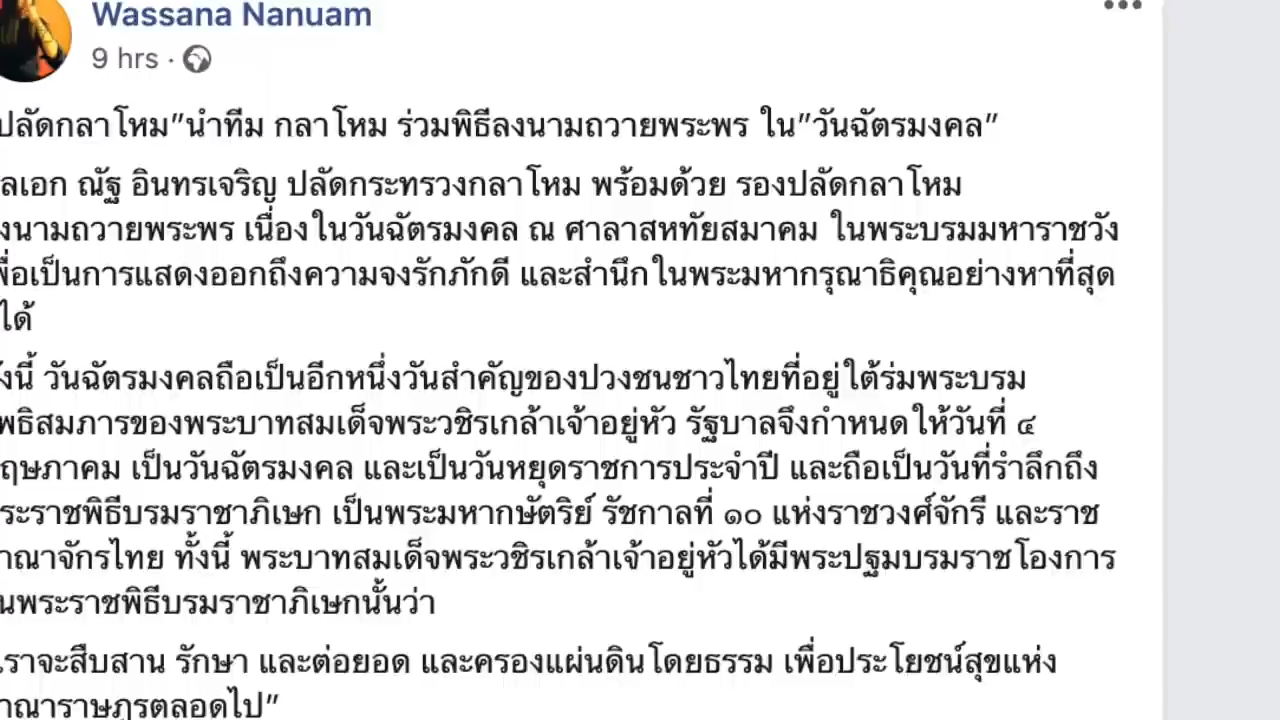 Wassana Nanuam
9 hrs ·
ปลัดกลาโหม”นำทีม กลาโหม ร่วมพิธีลงนามถวายพระพร ใน”วันฉัตรมงคล”
ลเอก ณัฐ อินทรเจริญ ปลัดกระทรวงกลาโหม พร้อมด้วย รองปลัดกลาโหม
งนามถวายพระพร เนื่องในวันฉัตรมงคล ณ ศาลาสหทัยสมาคม ในพระบรมมหาราชวัง
พื่อเป็นการแสดงออกถึงความจงรักภักดี และสำนึกในพระมหากรุณาธิคุณอย่างหาที่สุด
ได้
ั้งนี้ วันฉัตรมงคลถือเป็นอีกหนึ่งวันสำคัญของปวงชนชาวไทยที่อยู่ใต้ร่มพระบรม
พธิสมภารของพระบาทสมเด็จพระวชิรเกล้าเจ้าอยู่หัว รัฐบาลจึงกำหนดให้วันที่ ๔
ฤษภาคม เป็นวันฉัตรมงคล และเป็นวันหยุดราชการประจำปี และถือเป็นวันที่รำลึกถึง
ระราชพิธีบรมราชาภิเษก เป็นพระมหากษัตริย์ รัชกาลที่ ๑๐ แห่งราชวงศ์จักรี และราช
าณาจักรไทย ทั้งนี้ พระบาทสมเด็จพระวชิรเกล้าเจ้าอยู่หัวได้มีพระปฐมบรมราชโองการ
นพระราชพิธีบรมราชาภิเษกนั้นว่า
เราจะสืบสาน รักษา และต่อยอด และครองแผ่นดินโดยธรรม เพื่อประโยชน์สุขแห่ง
าณาราษฎรตลอดไป”